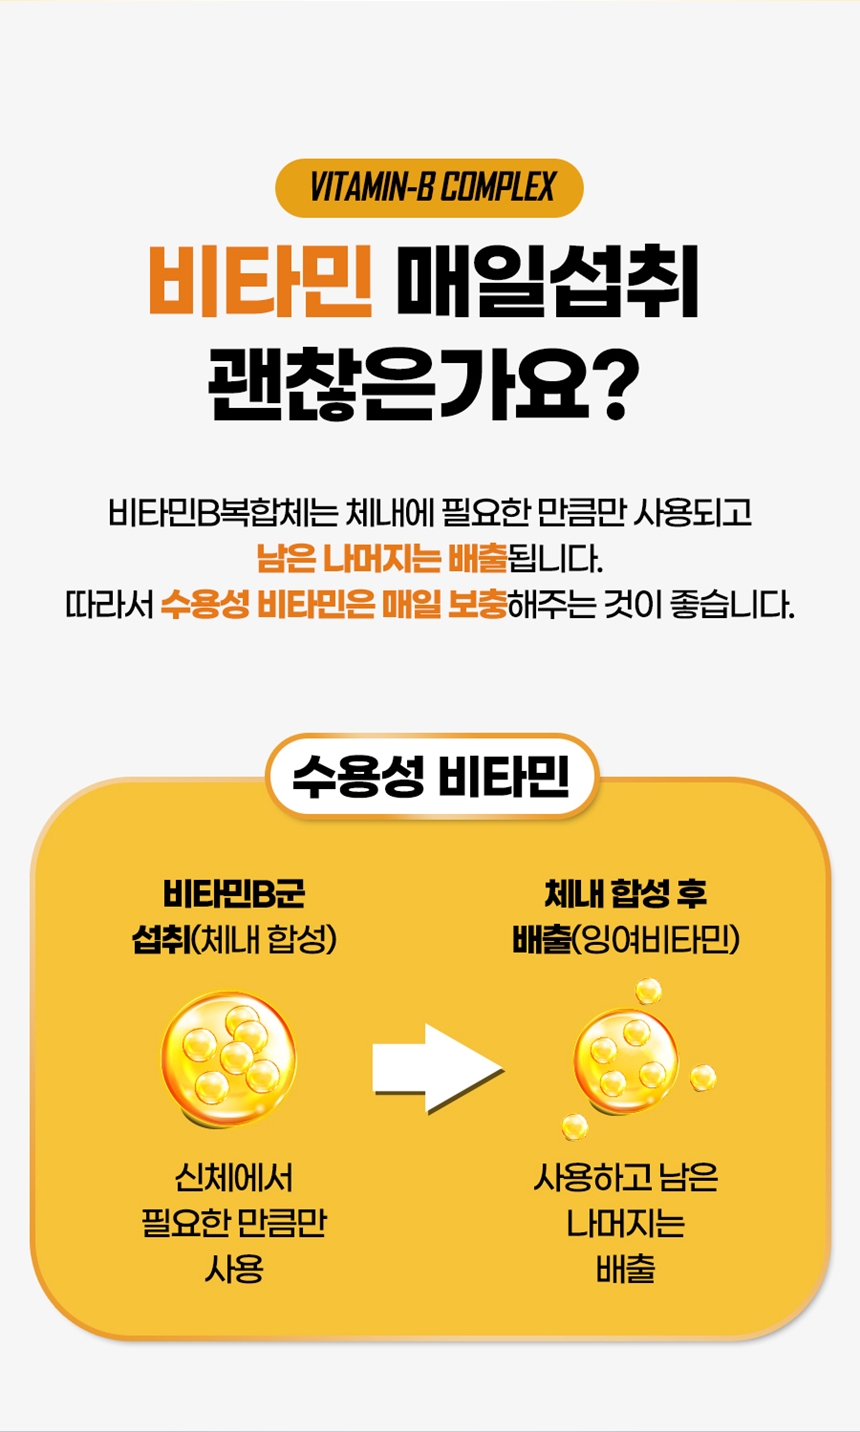 VITAMIN-B COMPLEX
비타민 매일섭취
괜찮은가요?
비타민B복합체는 체내에 필요한 만큼만 사용되고
남은 나머지는 배출됩니다.
따라서 수용성 비타민은 매일 보충해주는 것이 좋습니다.
수용성 비타민
비타민B군
섭취(체내 합성)
신체에서
필요한 만큼만
사용
체내 합성 후
배출(잉여비타민)
사용하고 남은
나머지는
배출